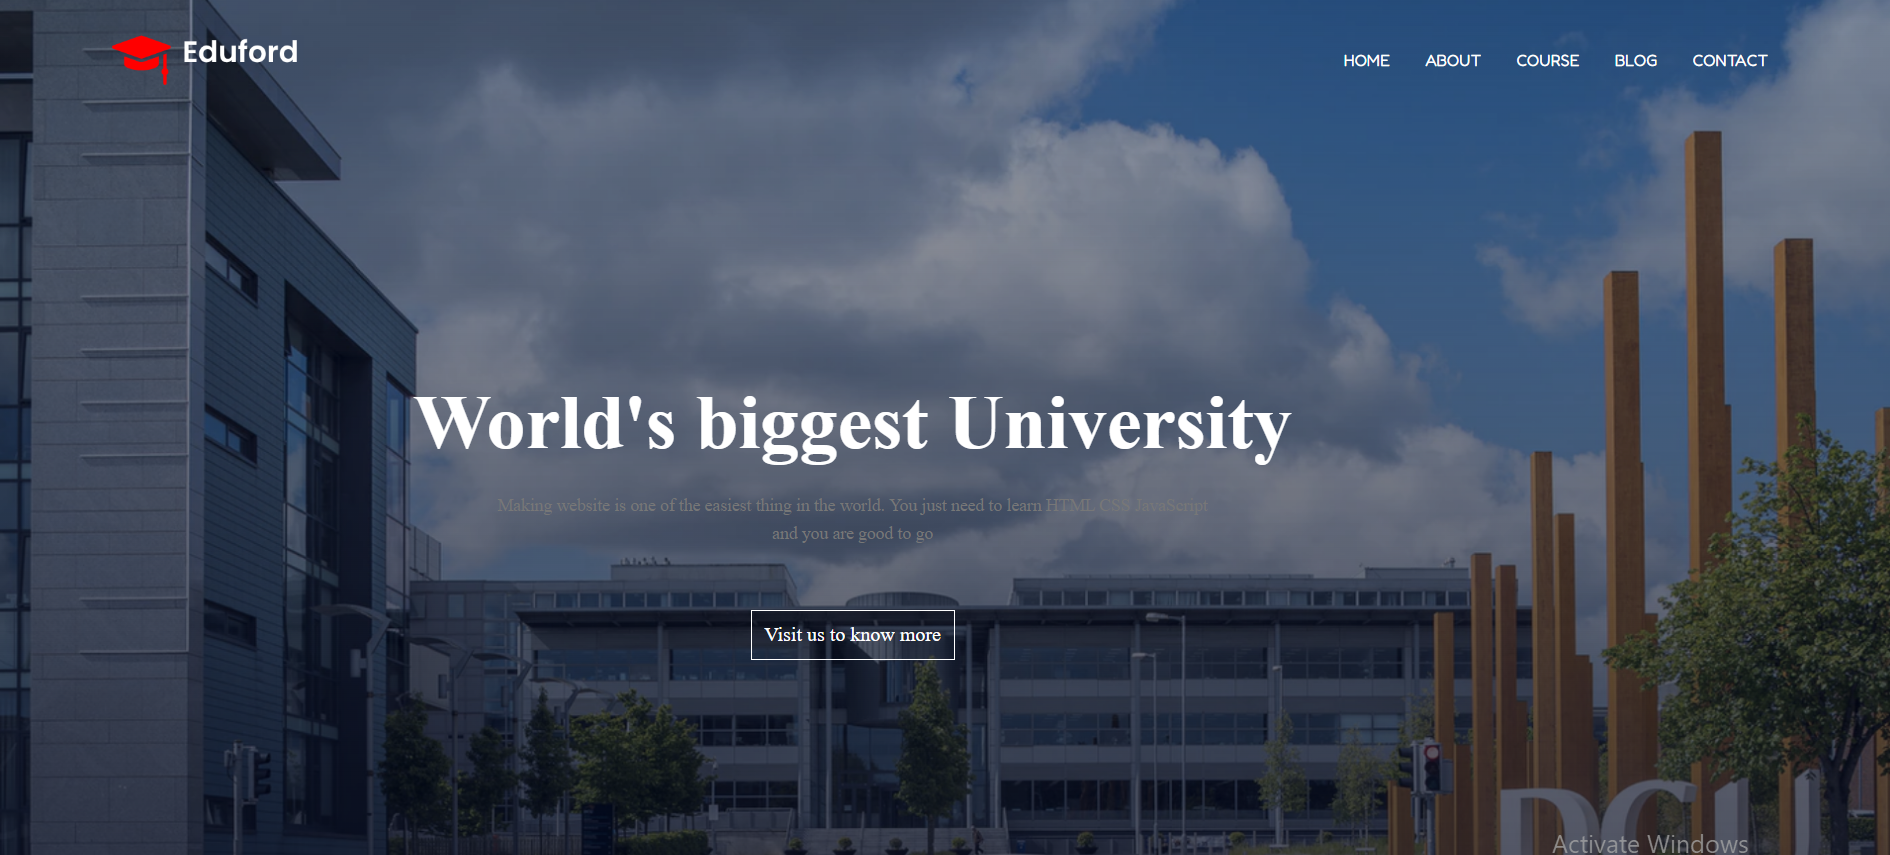 Eduford
HOME ABOUT COURSE BLOG CONTACT
World's biggest University
Making website is one of the easiest thing in the world. You just need to learn HTML CSS JavaScript
and you are good to go
Visit us to know more
DCU
Activate Windows